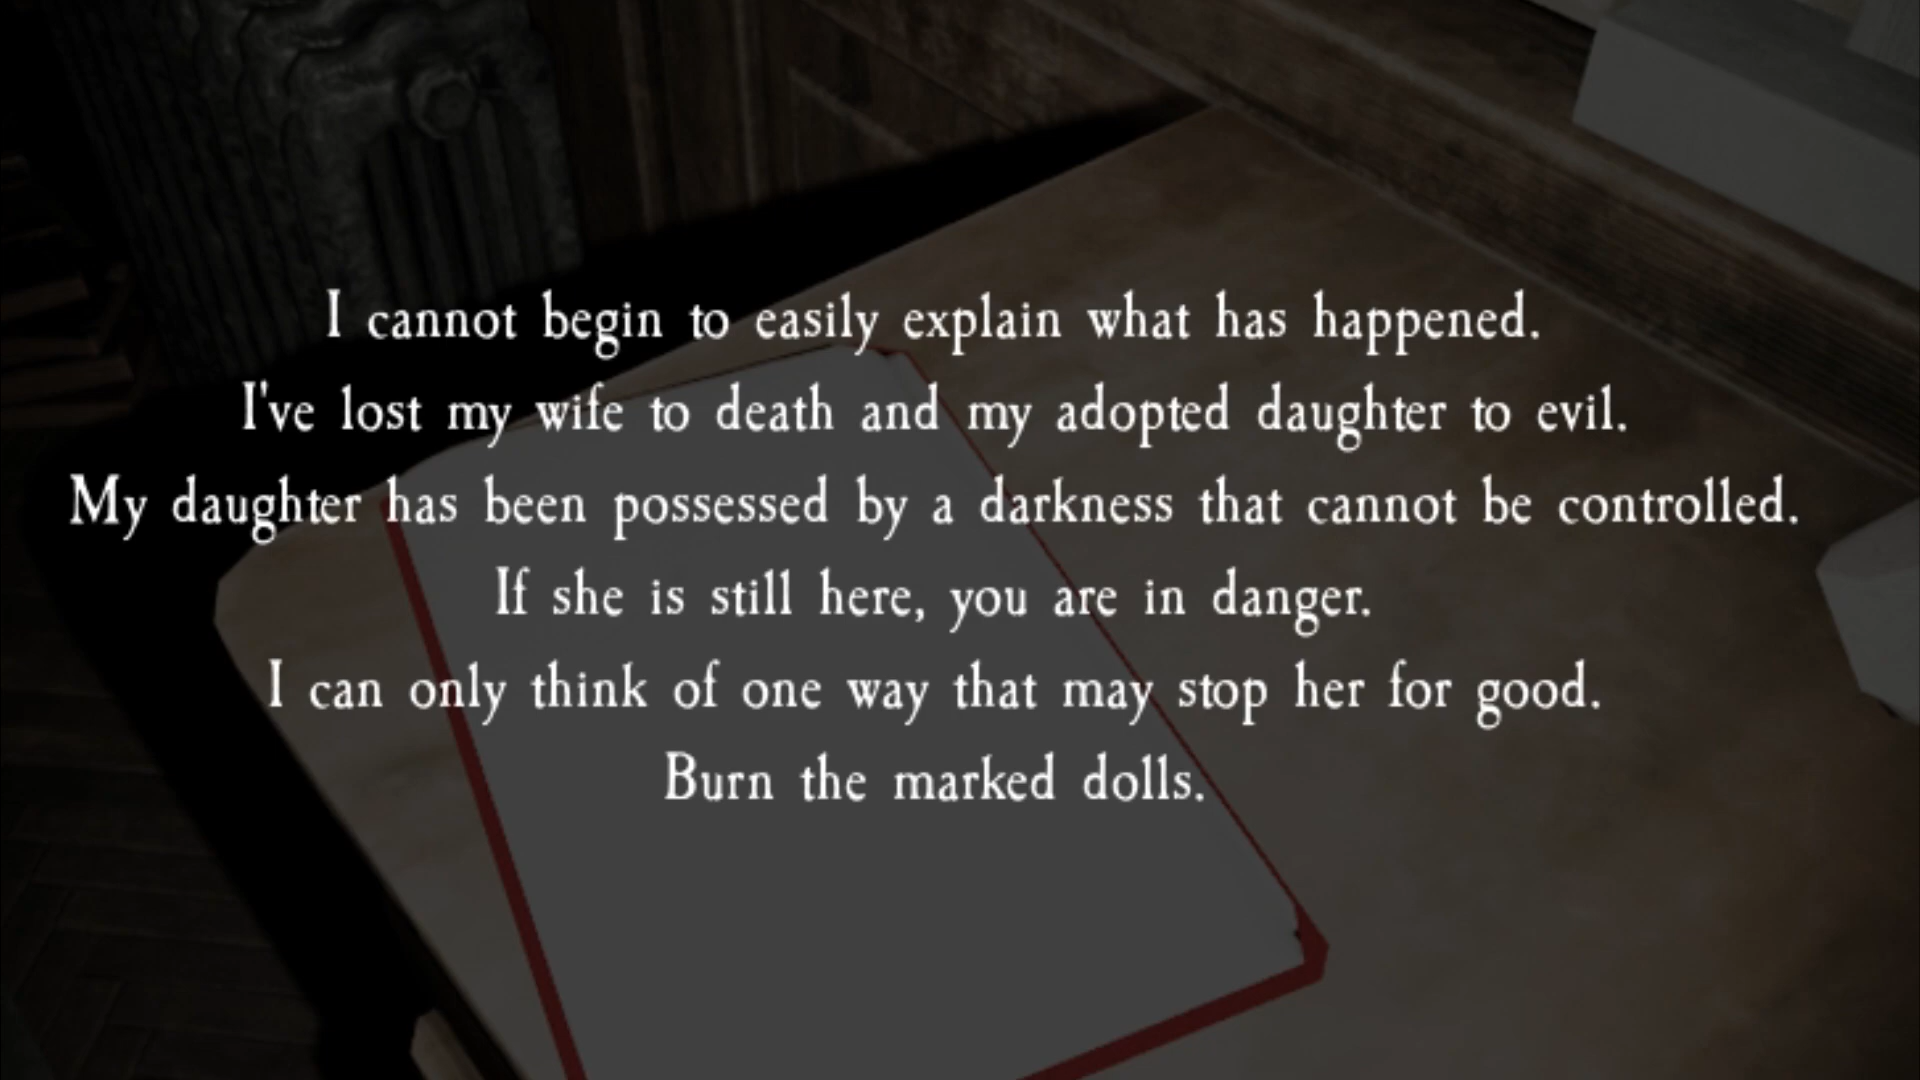 I cannot begin to easily explain what has happened.
I've lost my wife to death and my adopted daughter to evil.
My daughter has been possessed by a darkness that cannot be controlled.
If she is still here, you are in danger.
I can only think of one way that may stop her for good.
Burn the marked dolls.